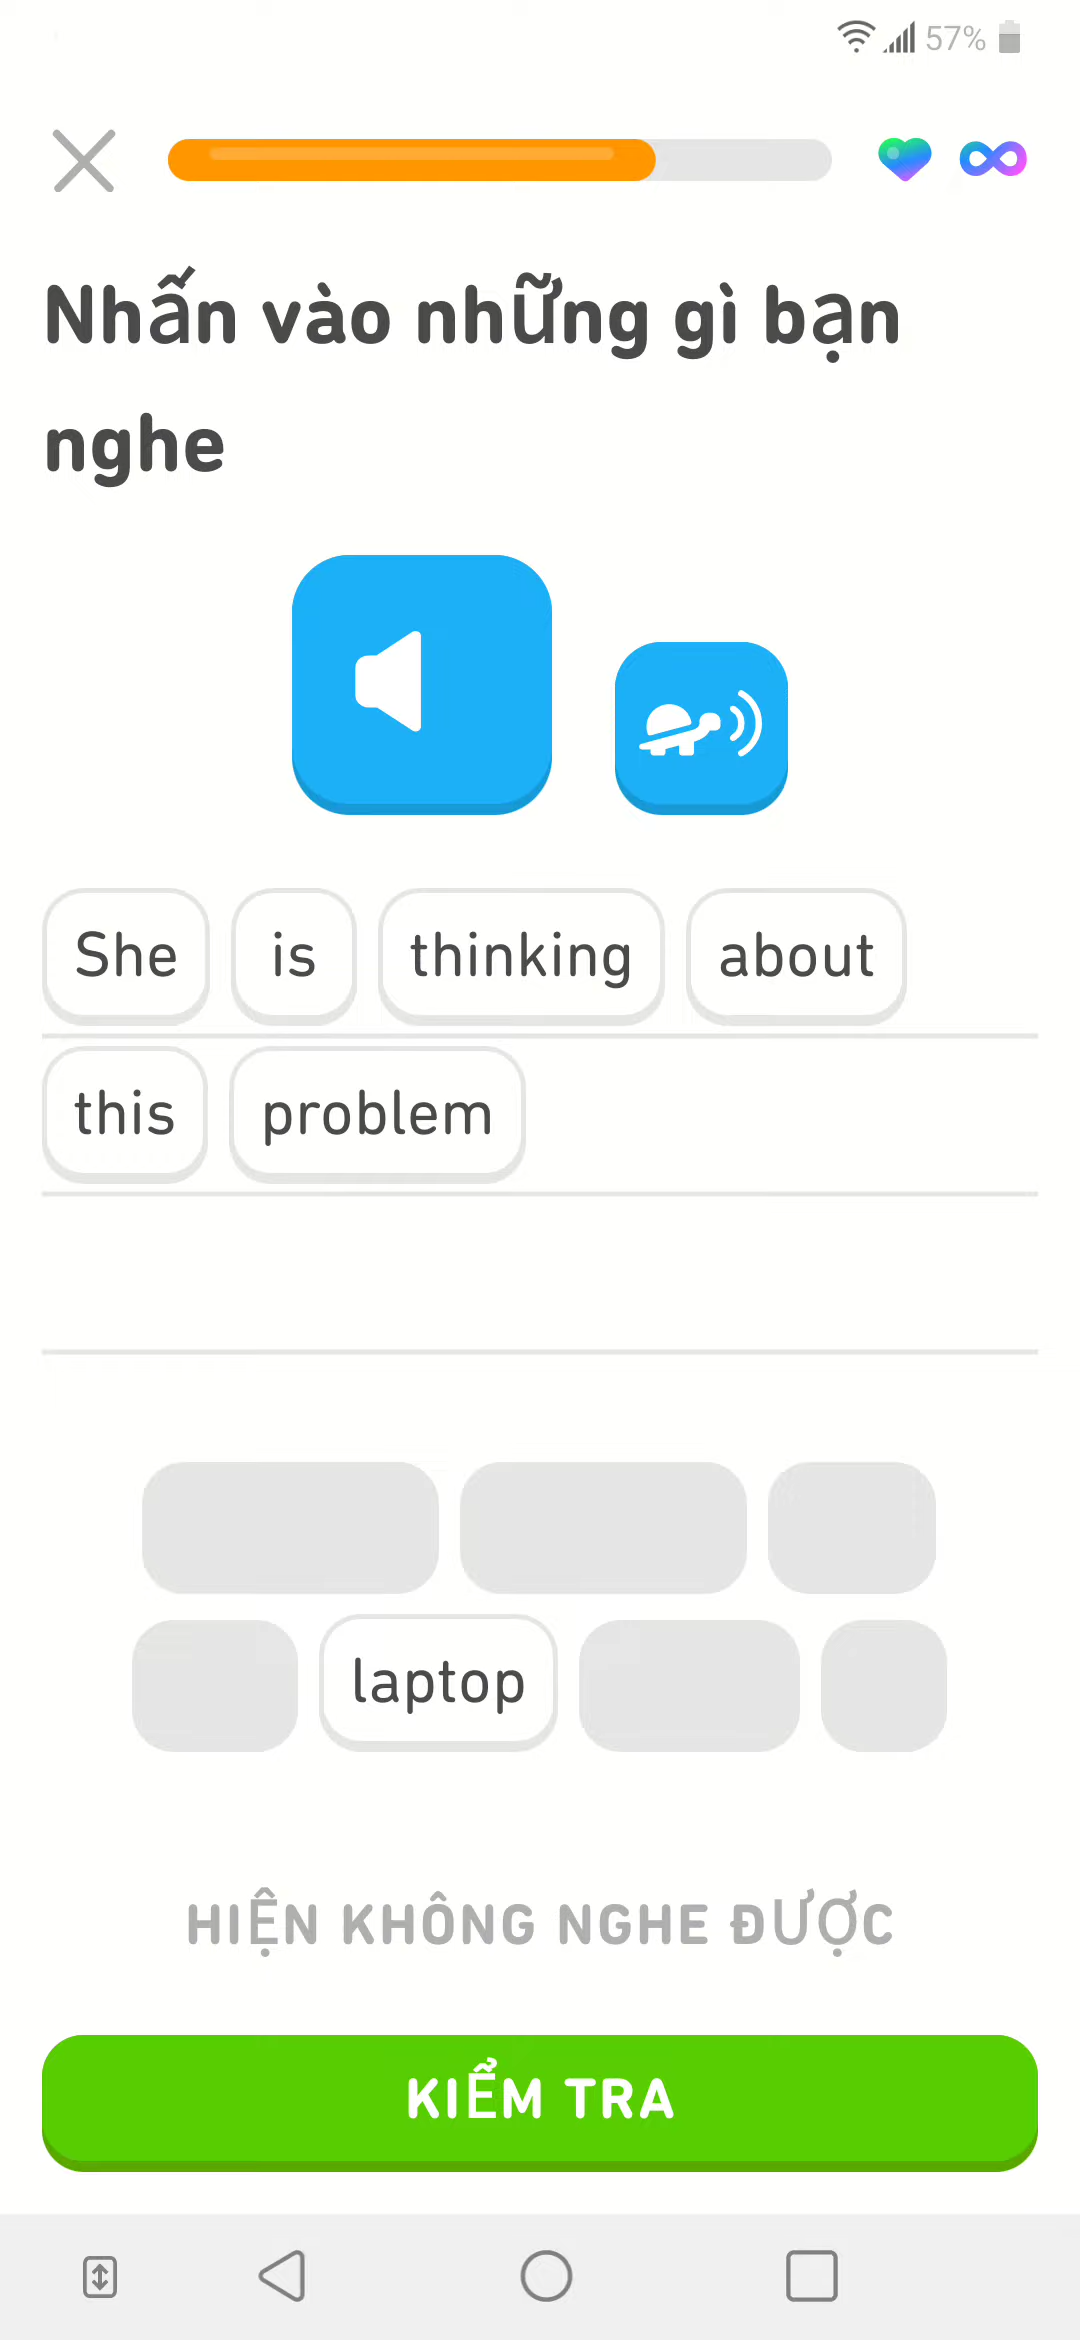 57%
Nhấn vào những gì bạn
nghe
She is thinking about
this problem
laptop
HIỆN KHÔNG NGHE ĐƯỢC
KIỂM TRA